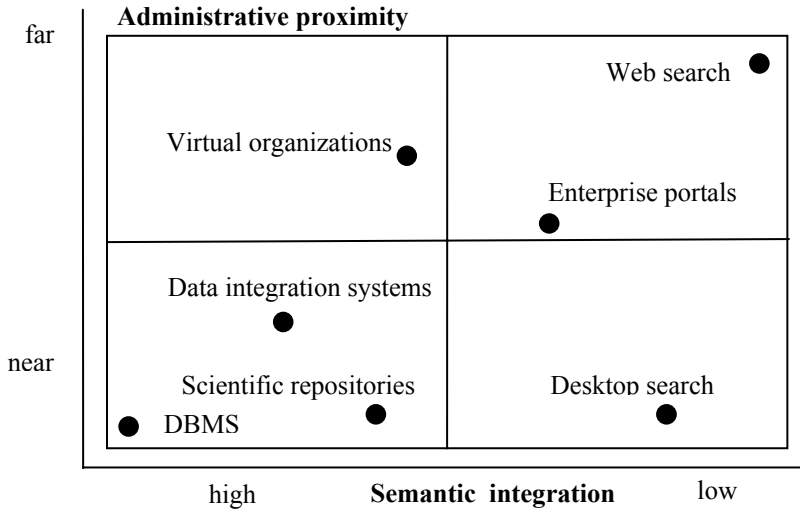 Administrative proximity
far
Web search
Virtual organizations
Enterprise portals
Data integration systems
near
Scientific repositories
Desktop search
DBMS
high
Semantic integration
low